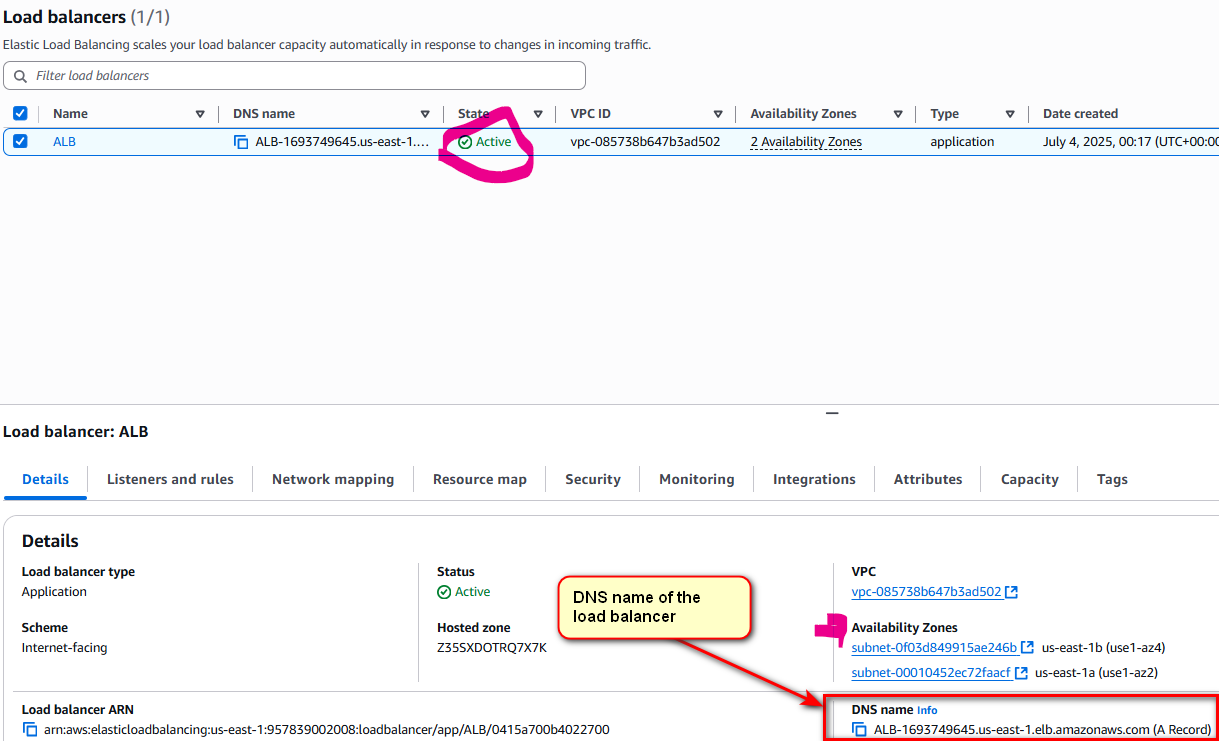 Load balancers (1/1)
Elastic Load Balancing scales your load balancer capacity automatically in response to changes in incoming traffic.
Filter load balancers
Name DNS name State VPC ID Availability Zones Type Date created
ALB ALB-1693749645.us-east-1.... Active vpc-085738b647b3ad502 2 Availability Zones application July 4, 2025, 00:17 (UTC+00:00
Load balancer: ALB
Details Listeners and rules Network mapping Resource map Security Monitoring Integrations Attributes Capacity Tags
Details
Load balancer type
Application
Status
Active
VPC
vpc-085738b647b3ad502
DNS name of the
load balancer
Scheme
Internet-facing
Hosted zone
Z35SXDOTRQ7X7K
Availability Zones
subnet-0f03d849915ae246b us-east-1b (use1-az4)
subnet-00010452ec72faacf us-east-1a (use1-az2)
Load balancer ARN
arn:aws:elasticloadbalancing:us-east-1:957839002008:loadbalancer/app/ALB/0415a700b4022700
DNS name Info
ALB-1693749645.us-east-1.elb.amazonaws.com (A Record)